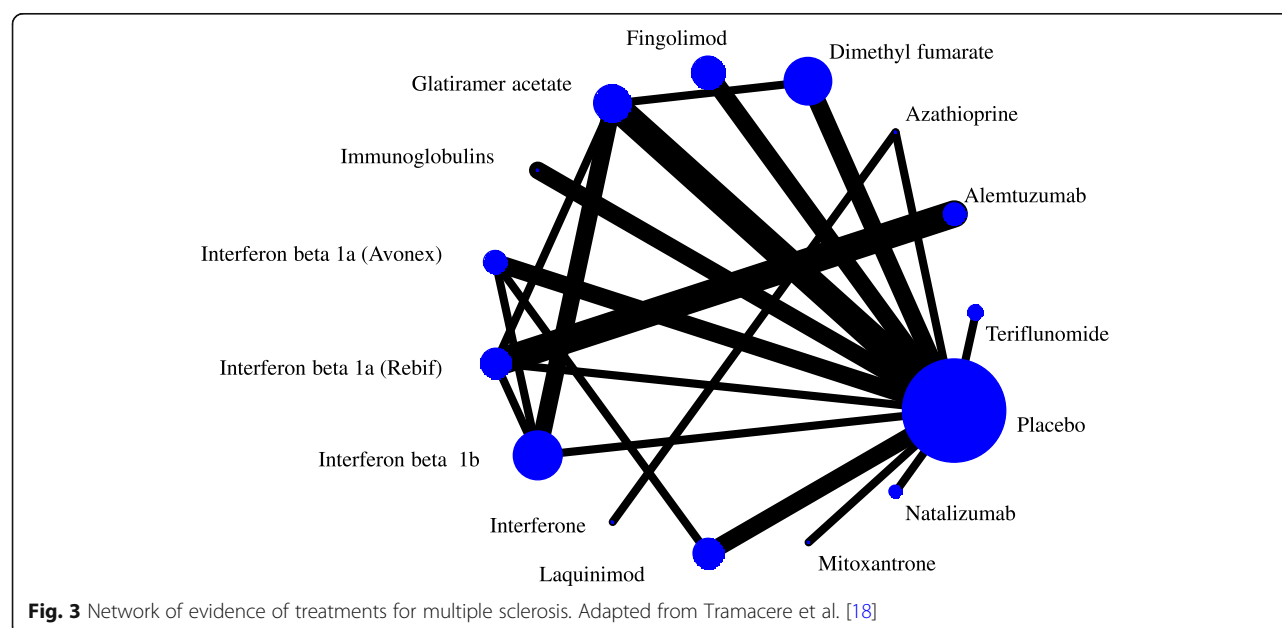 Fingolimod
Dimethyl fumarate
Glatiramer acetate
Azathioprine
Immunoglobulins
Alemtuzumab
Interferon beta 1a (Avonex)
Teriflunomide
Interferon beta 1a (Rebif)
Placebo
Interferon beta 1b
Natalizumab
Interferone
Mitoxantrone
Laquinimod
Fig. 3 Network of evidence of treatments for multiple sclerosis. Adapted from Tramacere et al. [18]